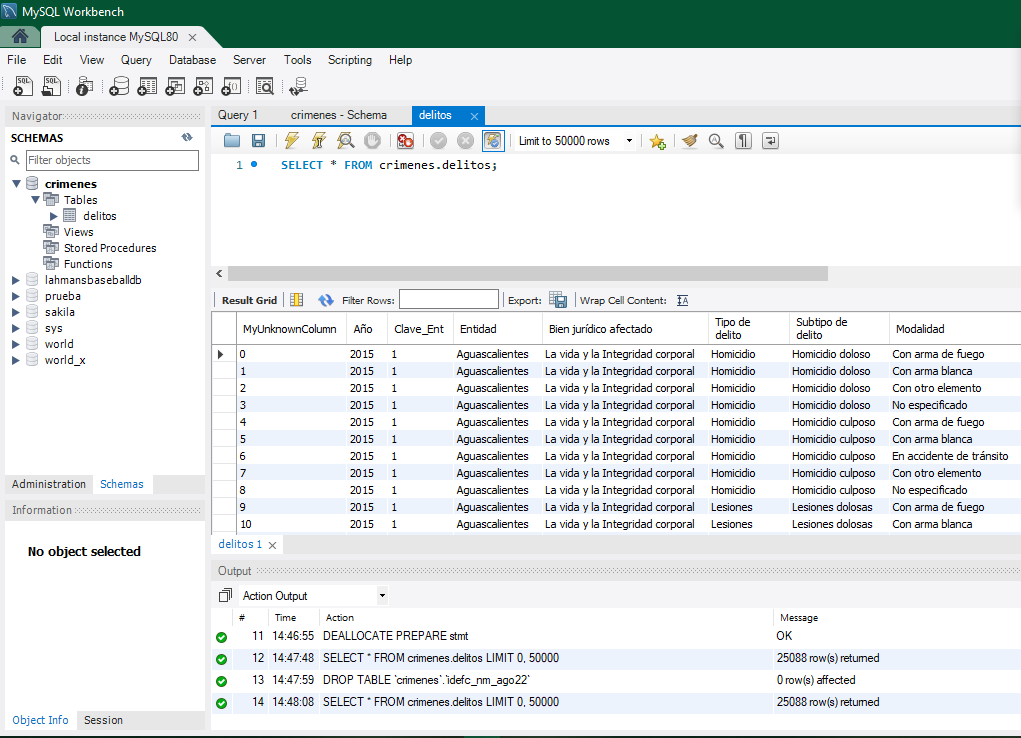 MySQL Workbench
Local instance MySQL80
File Edit View Query Database Server Tools Scripting Help
Navigator
SCHEMAS
Filter objects
crimenes
Tables
delitos
Views
Stored Procedures
Functions
lahmansbaseballdb
prueba
sakila
sys
world
world_x
Administration Schemas
Information
No object selected
Object Info Session
Query 1 crimenes - Schema delitos
Limit to 50000 rows
1 SELECT * FROM crimenes.delitos;
Result Grid Filter Rows: Export: Wrap Cell Content:
MyUnknownColumn Año Clave_Ent Entidad Bien jurídico afectado Tipo de delito Subtipo de delito Modalidad
0 2015 1 Aguascalientes La vida y la Integridad corporal Homicidio Homicidio doloso Con arma de fuego
1 2015 1 Aguascalientes La vida y la Integridad corporal Homicidio Homicidio doloso Con arma blanca
2 2015 1 Aguascalientes La vida y la Integridad corporal Homicidio Homicidio doloso Con otro elemento
3 2015 1 Aguascalientes La vida y la Integridad corporal Homicidio Homicidio doloso No especificado
4 2015 1 Aguascalientes La vida y la Integridad corporal Homicidio Homicidio culposo Con arma de fuego
5 2015 1 Aguascalientes La vida y la Integridad corporal Homicidio Homicidio culposo Con arma blanca
6 2015 1 Aguascalientes La vida y la Integridad corporal Homicidio Homicidio culposo En accidente de tránsito
7 2015 1 Aguascalientes La vida y la Integridad corporal Homicidio Homicidio culposo Con otro elemento
8 2015 1 Aguascalientes La vida y la Integridad corporal Homicidio Homicidio culposo No especificado
9 2015 1 Aguascalientes La vida y la Integridad corporal Lesiones Lesiones dolosas Con arma de fuego
10 2015 1 Aguascalientes La vida y la Integridad corporal Lesiones Lesiones dolosas Con arma blanca
delitos 1
Output
Action Output
# Time Action Message
11 14:46:55 DEALLOCATE PREPARE stmt OK
12 14:47:48 SELECT * FROM crimenes.delitos LIMIT 0, 50000 25088 row(s) returned
13 14:47:59 DROP TABLE `crimenes`.`idefc_nm_ago22` 0 row(s) affected
14 14:48:08 SELECT * FROM crimenes.delitos LIMIT 0, 50000 25088 row(s) returned